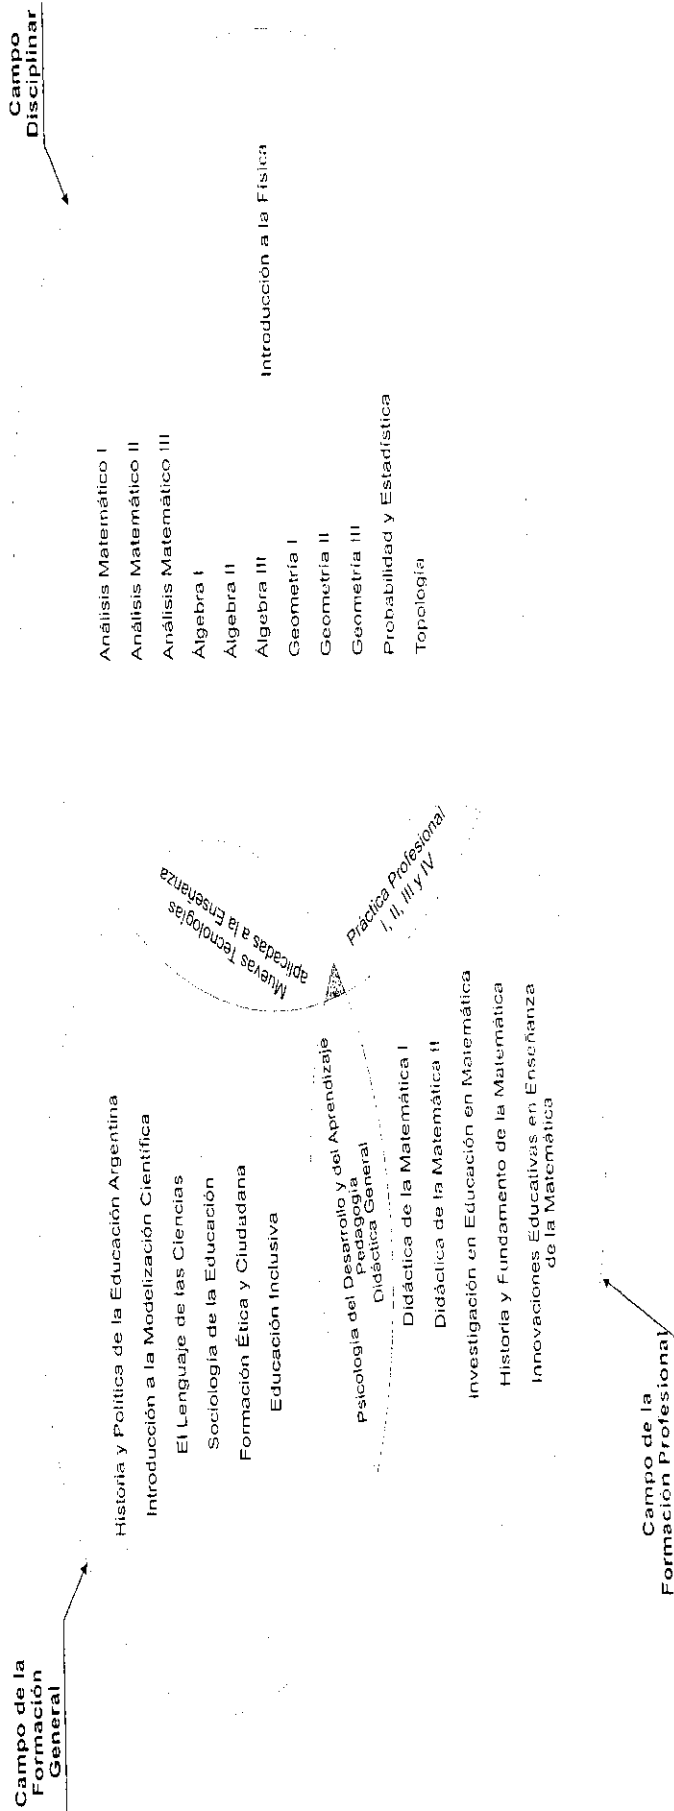 Campo de la
Formación
General
Historia y Política de la Educación Argentina
Introducción a la Modelización Científica
El Lenguaje de las Ciencias
Sociología de la Educación
Formación Ética y Ciudadana
Educación Inclusiva
Campo
Disciplinar
Análisis Matemático I
Análisis Matemático II
Análisis Matemático III
Álgebra I
Álgebra II
Álgebra III
Geometría I
Geometría II
Geometría III
Probabilidad y Estadística
Topología
Introducción a la Física
Muevas Tecnologías
aplicadas a la Enseñanza
Práctica Profesional
I, II, III y IV
Psicología del Desarrollo y del Aprendizaje
Pedagogía
Didáctica General
Didáctica de la Matemática I
Didáctica de la Matemática II
Investigación en Educación en Matemática
Historia y Fundamento de la Matemática
Innovaciones Educativas en Enseñanza
de la Matemática
Campo de la
Formación Profesional